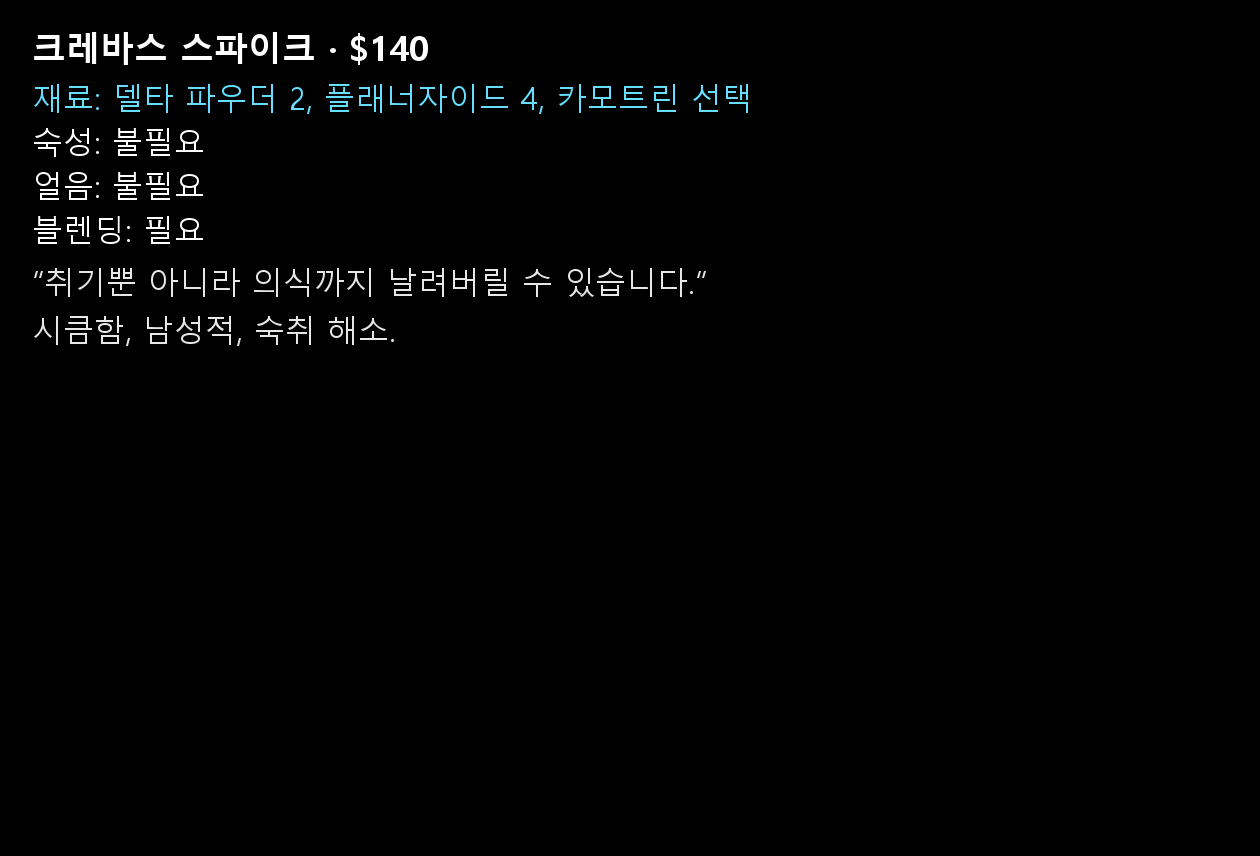 크레바스 스파이크 · $140
재료: 델타 파우더 2, 플래너자이드 4, 카모트린 선택
숙성: 불필요
얼음: 불필요
블렌딩: 필요
"취기뿐 아니라 의식까지 날려버릴 수 있습니다."
시큼함, 남성적, 숙취 해소.